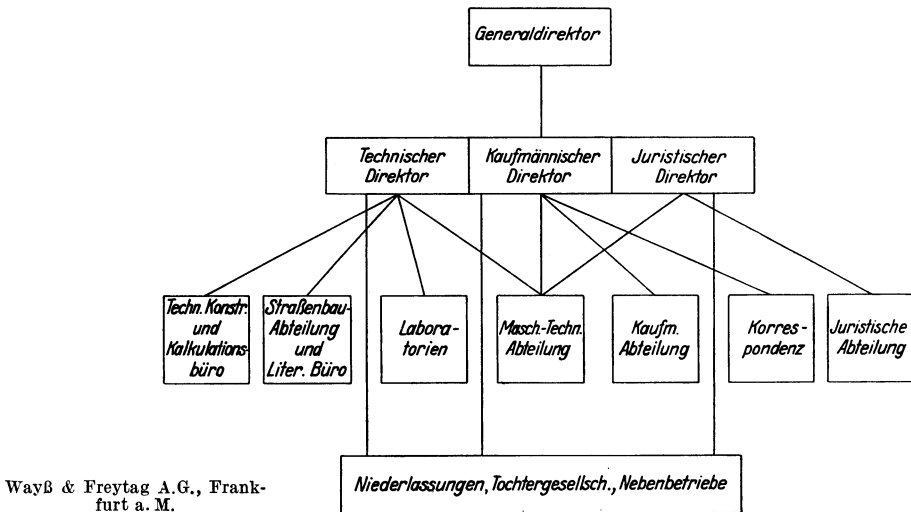 Generaldirektor
Technischer
Direktor
Kaufmännischer
Direktor
Juristischer
Direktor
Techn. Konstr.
und
Kalkulations-
büro
Straßenbau-
Abteilung
und
Liter. Büro
Labora-
torien
Masch.-Techn.
Abteilung
Kaufm.
Abteilung
Korres-
pondenz
Juristische
Abteilung
Niederlassungen, Tochtergesellsch., Nebenbetriebe
Wayß & Freytag A.G., Frank-
furt a. M.